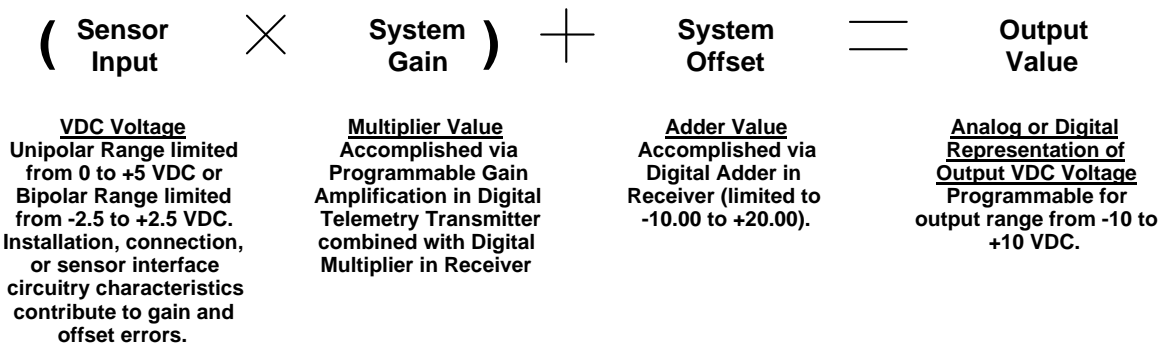 ( Sensor Input × System Gain ) + System Offset = Output Value
VDC Voltage
Unipolar Range limited
from 0 to +5 VDC or
Bipolar Range limited
from -2.5 to +2.5 VDC.
Installation, connection,
or sensor interface
circuitry characteristics
contribute to gain and
offset errors.
Multiplier Value
Accomplished via
Programmable Gain
Amplification in Digital
Telemetry Transmitter
combined with Digital
Multiplier in Receiver
Adder Value
Accomplished via
Digital Adder in
Receiver (limited to
-10.00 to +20.00).
Analog or Digital
Representation of
Output VDC Voltage
Programmable for
output range from -10 to
+10 VDC.